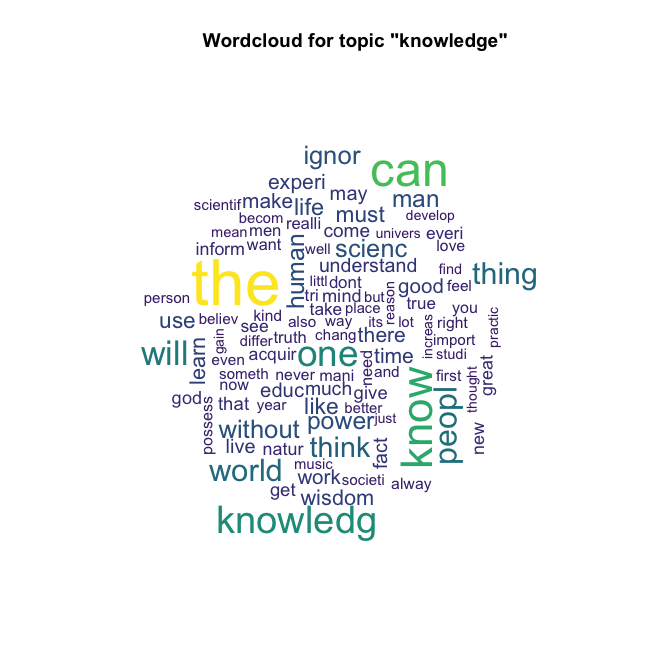 Wordcloud for topic "knowledge"
ignor
can
experi
may
man
scientif
make
life
must
develop
becom
realli
mean
men
come
univers
everi
inform
want
well
scienc
love
human
understand
find
thing
the
littl
dont
good
feel
person
tri
mind
but
reason
true
you
take
place
use
believ
kind
also
way
its
lot
right
practic
see
truth
chang
there
increas
import
gain
differ
will
learn
acquir
one
need
time
studi
even
someth
never
mani
and
know
peopl
first
great
thought
now
god
possess
that
year
educ
much
like
give
better
just
power
without
new
live
natur
think
fact
world
music
work
societi
alway
get
wisdom
knowledg